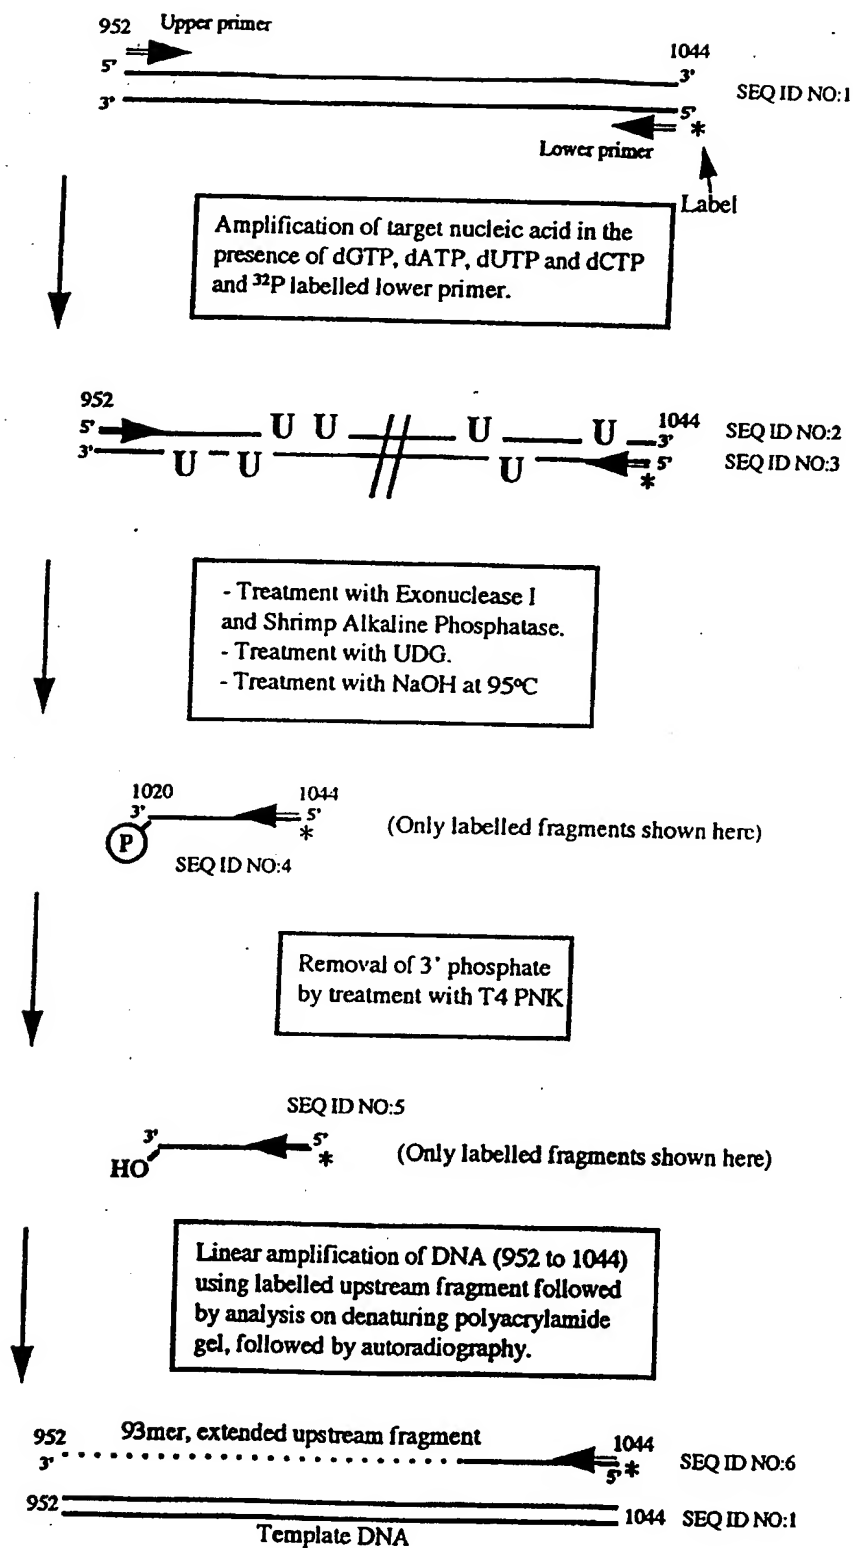 952 Upper primer
1044
5' 3'
SEQ ID NO:1
3' 5'
*
Lower primer
Label
Amplification of target nucleic acid in the
presence of dGTP, dATP, dUTP and dCTP
and ³²P labelled lower primer.
952
1044
5' U U U U 3' SEQ ID NO:2
3' U U U 5' SEQ ID NO:3
*
- Treatment with Exonuclease I
and Shrimp Alkaline Phosphatase.
- Treatment with UDG.
- Treatment with NaOH at 95ºC
1020 1044
3' 5'
* (Only labelled fragments shown here)
P
SEQ ID NO:4
Removal of 3' phosphate
by treatment with T4 PNK
SEQ ID NO:5
3' 5'
HO * (Only labelled fragments shown here)
Linear amplification of DNA (952 to 1044)
using labelled upstream fragment followed
by analysis on denaturing polyacrylamide
gel, followed by autoradiography.
952 93mer, extended upstream fragment 1044
3' 5' * SEQ ID NO:6
952 1044 SEQ ID NO:1
Template DNA